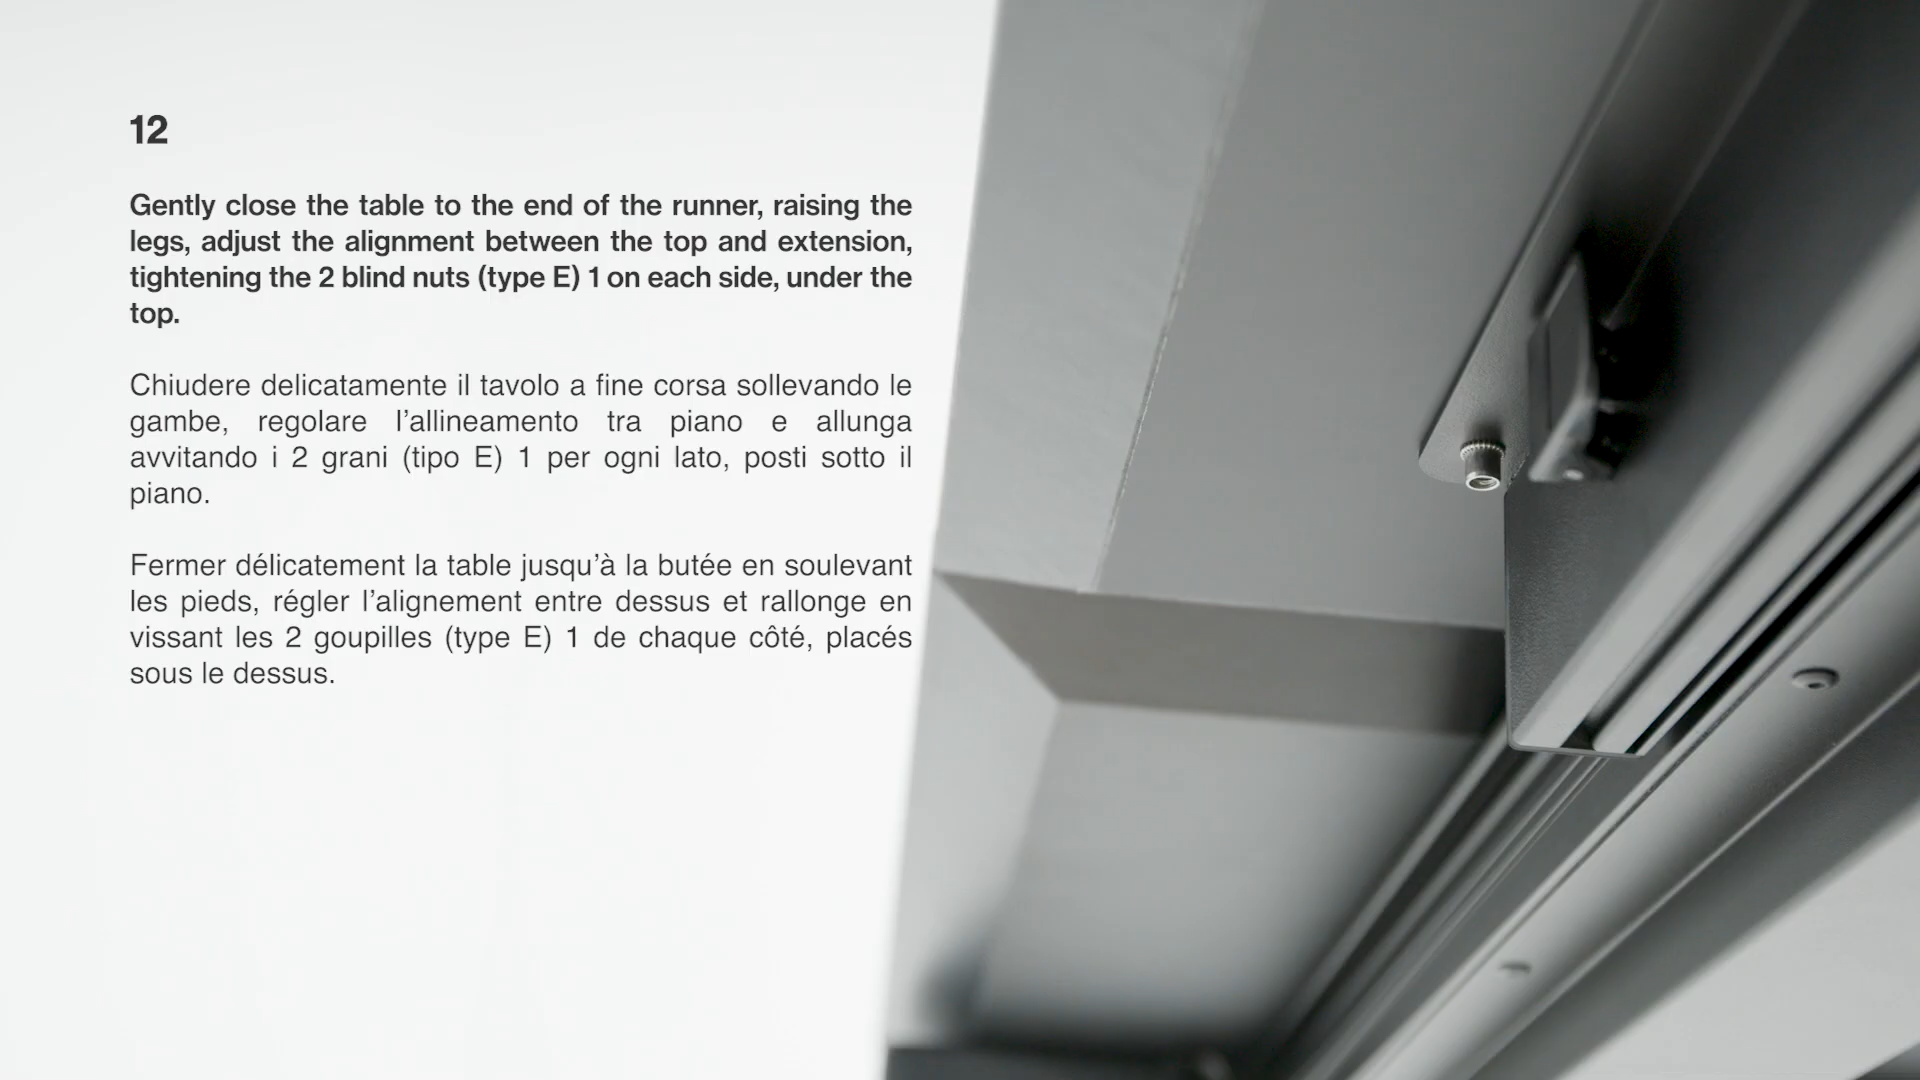 12
Gently close the table to the end of the runner, raising the
legs, adjust the alignment between the top and extension,
tightening the 2 blind nuts (type E) 1 on each side, under the
top.
Chiudere delicatamente il tavolo a fine corsa sollevando le
gambe, regolare l’allineamento tra piano e allunga
avvitando i 2 grani (tipo E) 1 per ogni lato, posti sotto il
piano.
Fermer délicatement la table jusqu’à la butée en soulevant
les pieds, régler l’alignement entre dessus et rallonge en
vissant les 2 goupilles (type E) 1 de chaque côté, placés
sous le dessus.